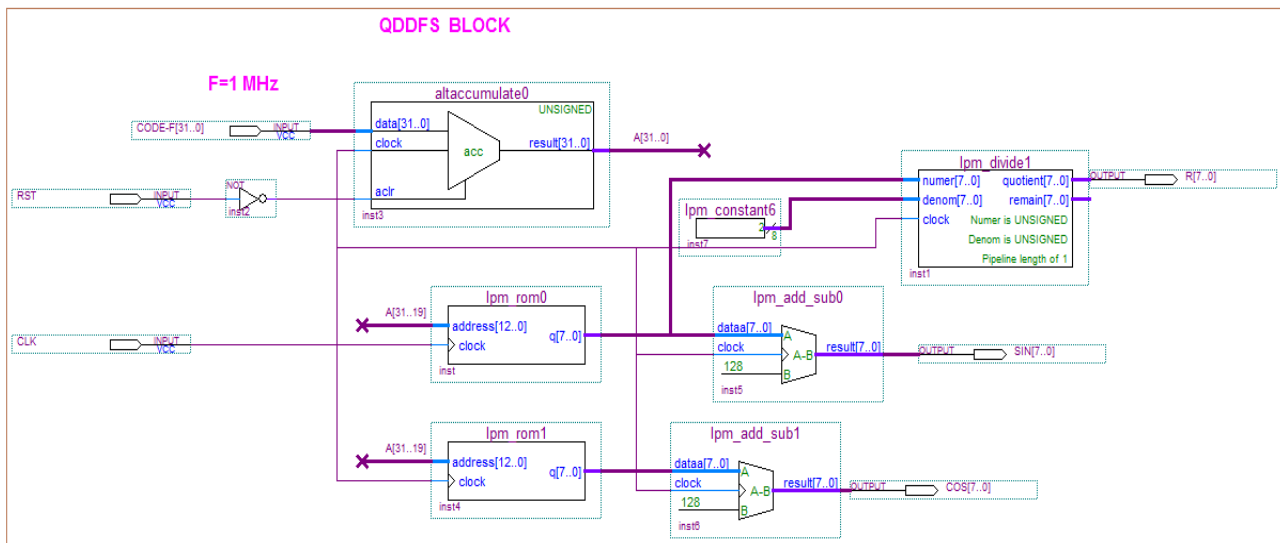 QDDFS BLOCK
F=1 MHz
altaccumulate0
UNSIGNED
CODE-F[31..0]
INPUT
VCC
data[31..0]
clock
acc
result[31..0]
A[31..0]
aclr
inst3
RST
INPUT
VCC
NOT
inst2
lpm_divide1
numer[7..0]
quotient[7..0]
denom[7..0]
remain[7..0]
clock
Numer is UNSIGNED
Denom is UNSIGNED
Pipeline length of 1
inst1
OUTPUT
R[7..0]
lpm_constant6
2
8
inst7
lpm_rom0
A[31..19]
address[12..0]
q[7..0]
clock
inst
CLK
INPUT
VCC
lpm_add_sub0
dataa[7..0]
A
clock
A-B
result[7..0]
128
B
inst5
OUTPUT
SIN[7..0]
lpm_rom1
A[31..19]
address[12..0]
q[7..0]
clock
inst4
lpm_add_sub1
dataa[7..0]
A
clock
A-B
result[7..0]
128
B
inst6
OUTPUT
COS[7..0]